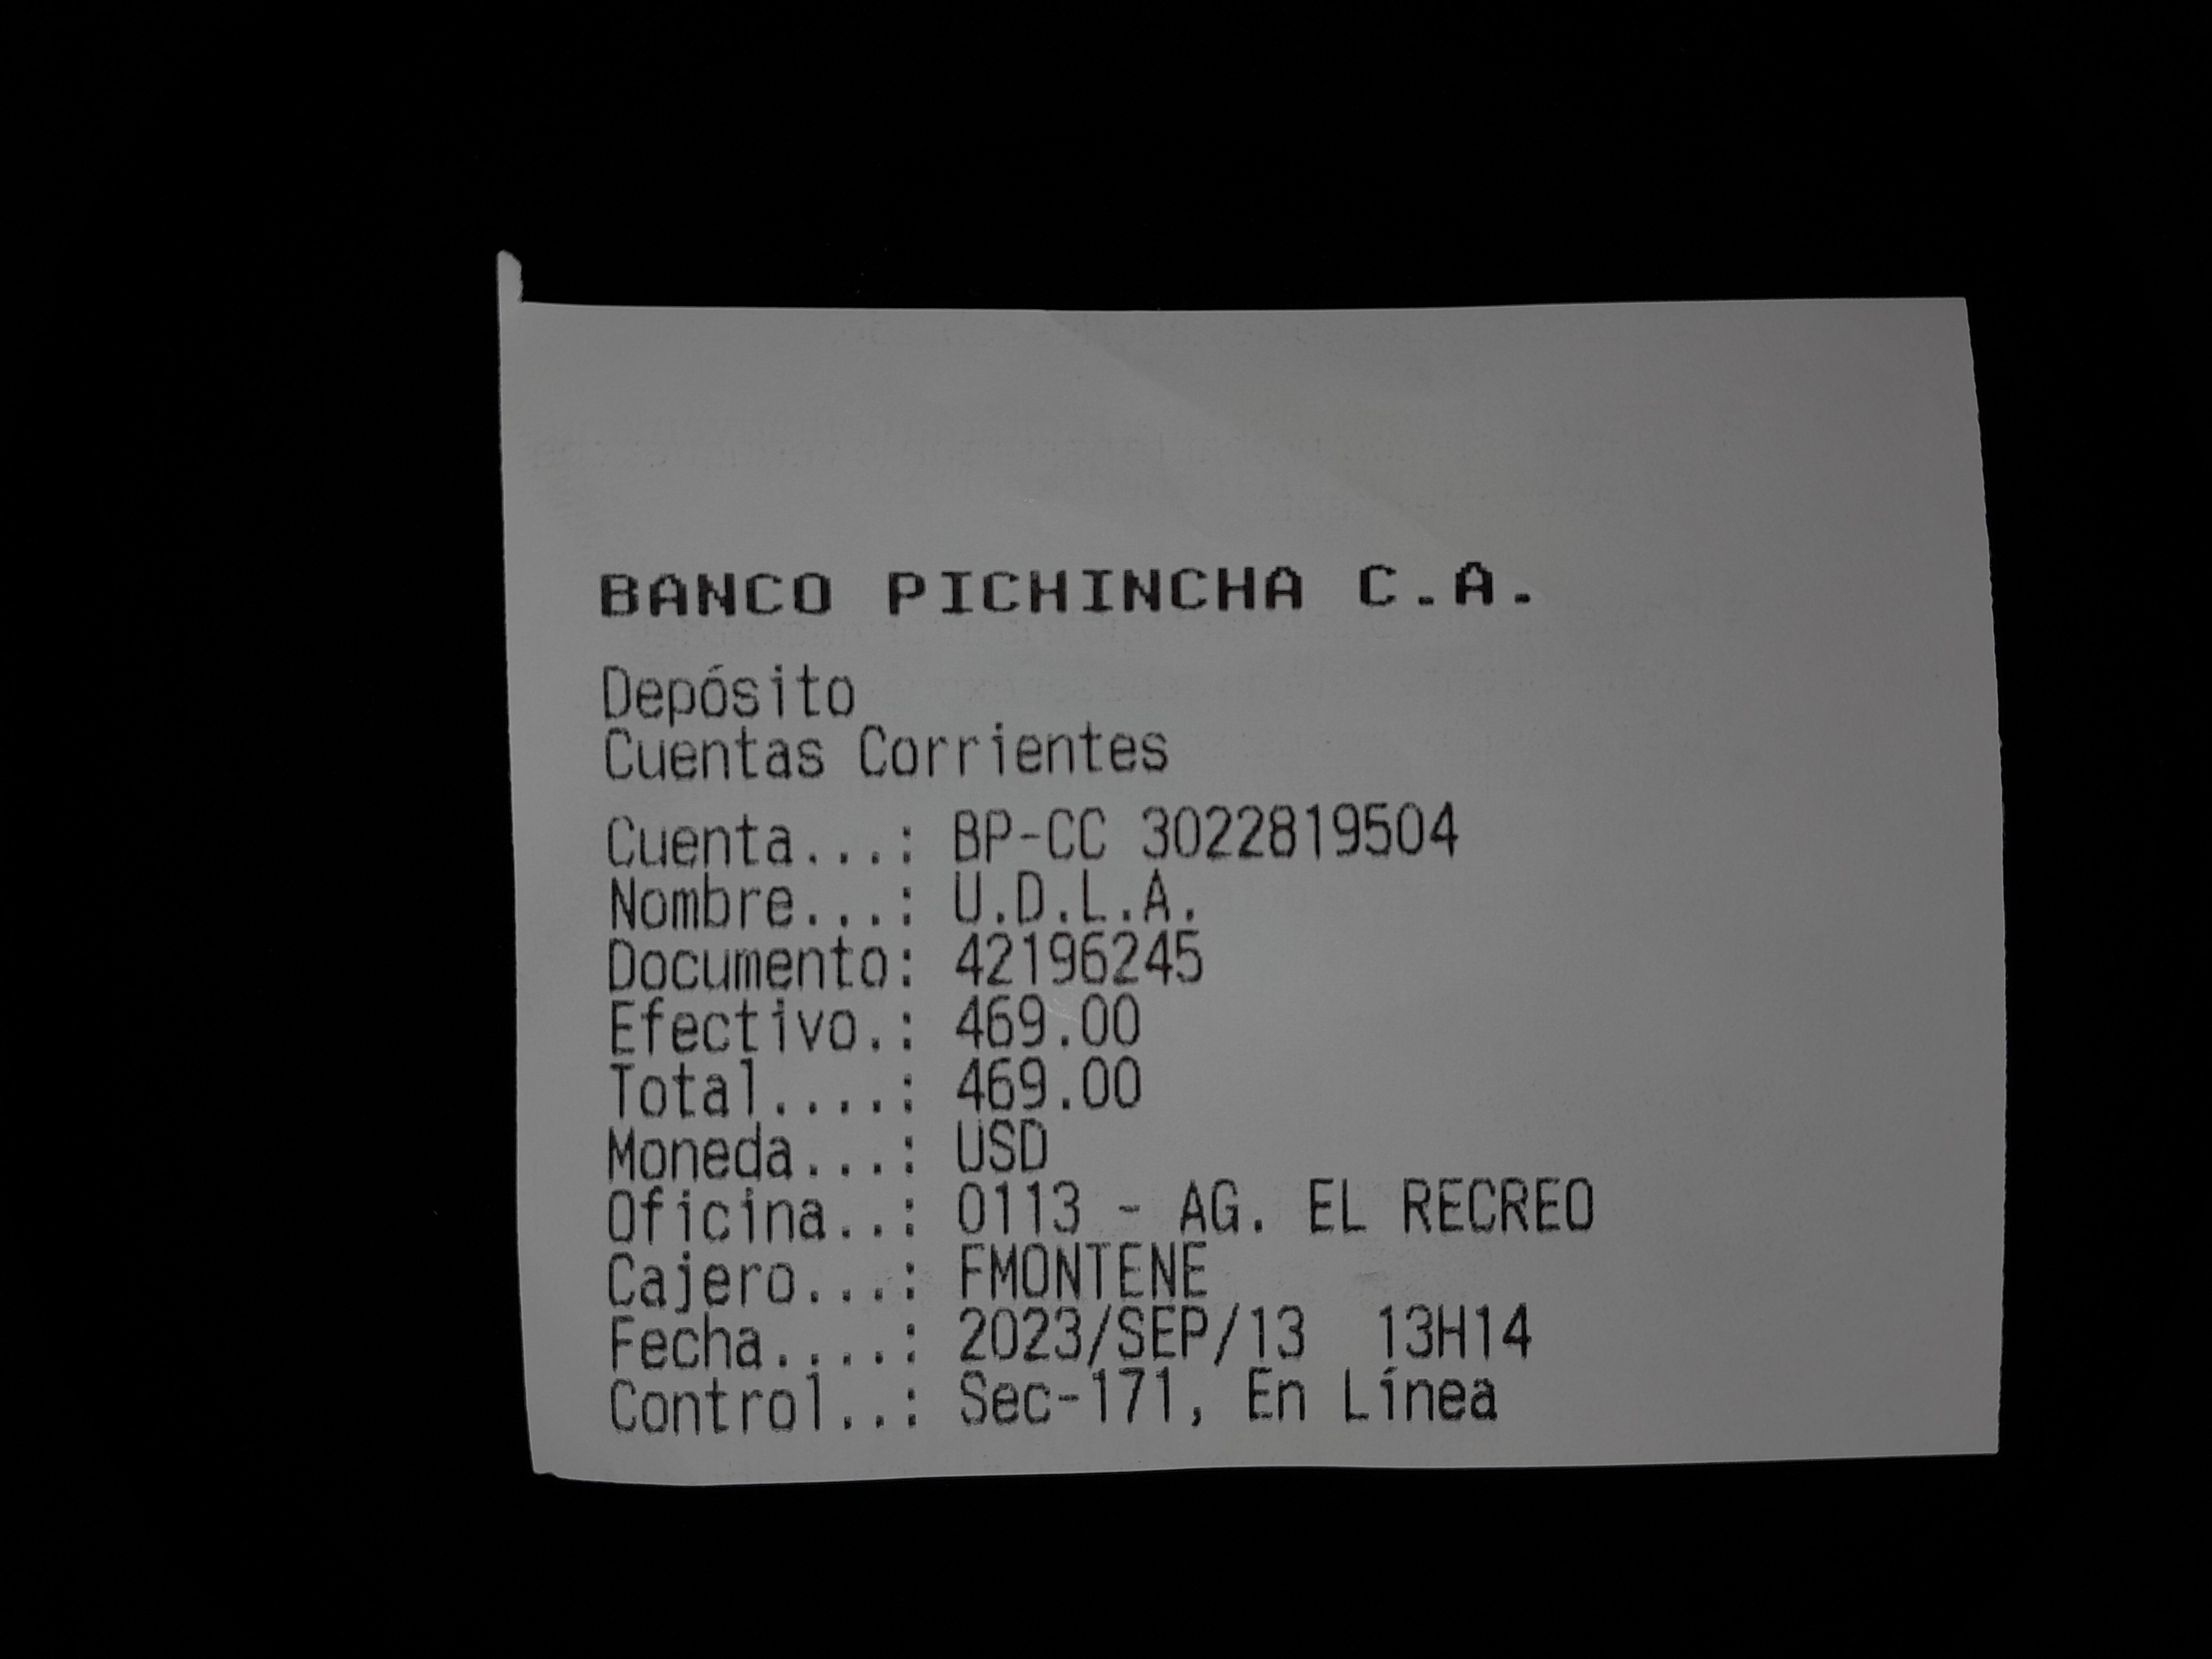 BANCO PICHINCHA C.A.
Depósito
Cuentas Corrientes
Cuenta...: BP-CC 3022819504
Nombre...: U.D.L.A.
Documento: 42196245
Efectivo.: 469.00
Total....: 469.00
Moneda...: USD
Oficina..: 0113 - AG. EL RECREO
Cajero...: FMONTENE
Fecha....: 2023/SEP/13  13H14
Control..: Sec-171, En Línea